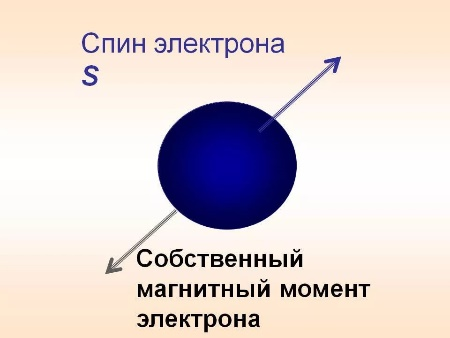 Спин электрона
S
Собственный
магнитный момент
электрона